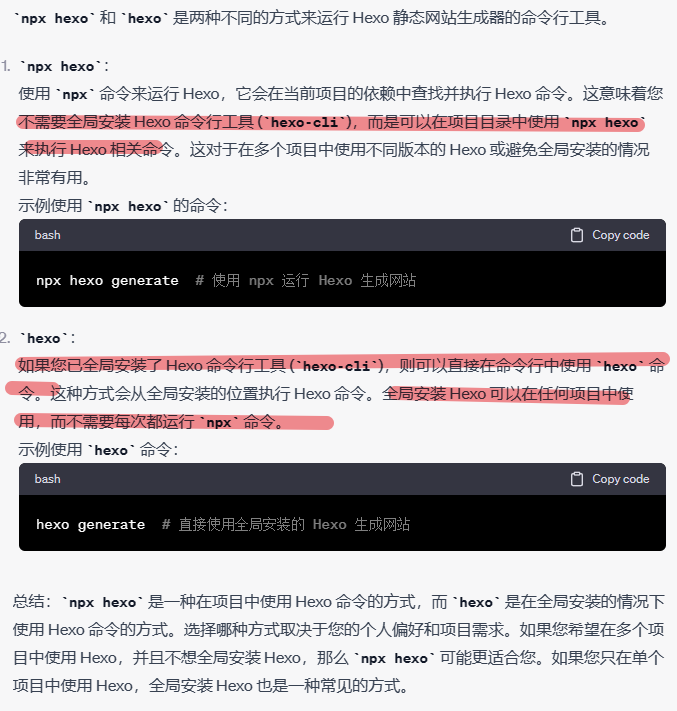 `npx hexo` 和 `hexo` 是两种不同的方式来运行 Hexo 静态网站生成器的命令行工具。
1. `npx hexo`：
使用 `npx` 命令来运行 Hexo，它会在当前项目的依赖中查找并执行 Hexo 命令。这意味着您
不需要全局安装 Hexo 命令行工具 (`hexo-cli`)，而是可以在项目目录中使用 `npx hexo`
来执行 Hexo 相关命令。这对于在多个项目中使用不同版本的 Hexo 或避免全局安装的情况
非常有用。
示例使用 `npx hexo` 的命令：
bash Copy code
npx hexo generate  # 使用 npx 运行 Hexo 生成网站
2. `hexo`：
如果您已全局安装了 Hexo 命令行工具 (`hexo-cli`)，则可以直接在命令行中使用 `hexo` 命
令。这种方式会从全局安装的位置执行 Hexo 命令。全局安装 Hexo 可以在任何项目中使
用，而不需要每次都运行 `npx` 命令。
示例使用 `hexo` 命令：
bash Copy code
hexo generate  # 直接使用全局安装的 Hexo 生成网站
总结：`npx hexo` 是一种在项目中使用 Hexo 命令的方式，而 `hexo` 是在全局安装的情况下
使用 Hexo 命令的方式。选择哪种方式取决于您的个人偏好和项目需求。如果您希望在多个项
目中使用 Hexo，并且不想全局安装 Hexo，那么 `npx hexo` 可能更适合您。如果您只在单个
项目中使用 Hexo，全局安装 Hexo 也是一种常见的方式。